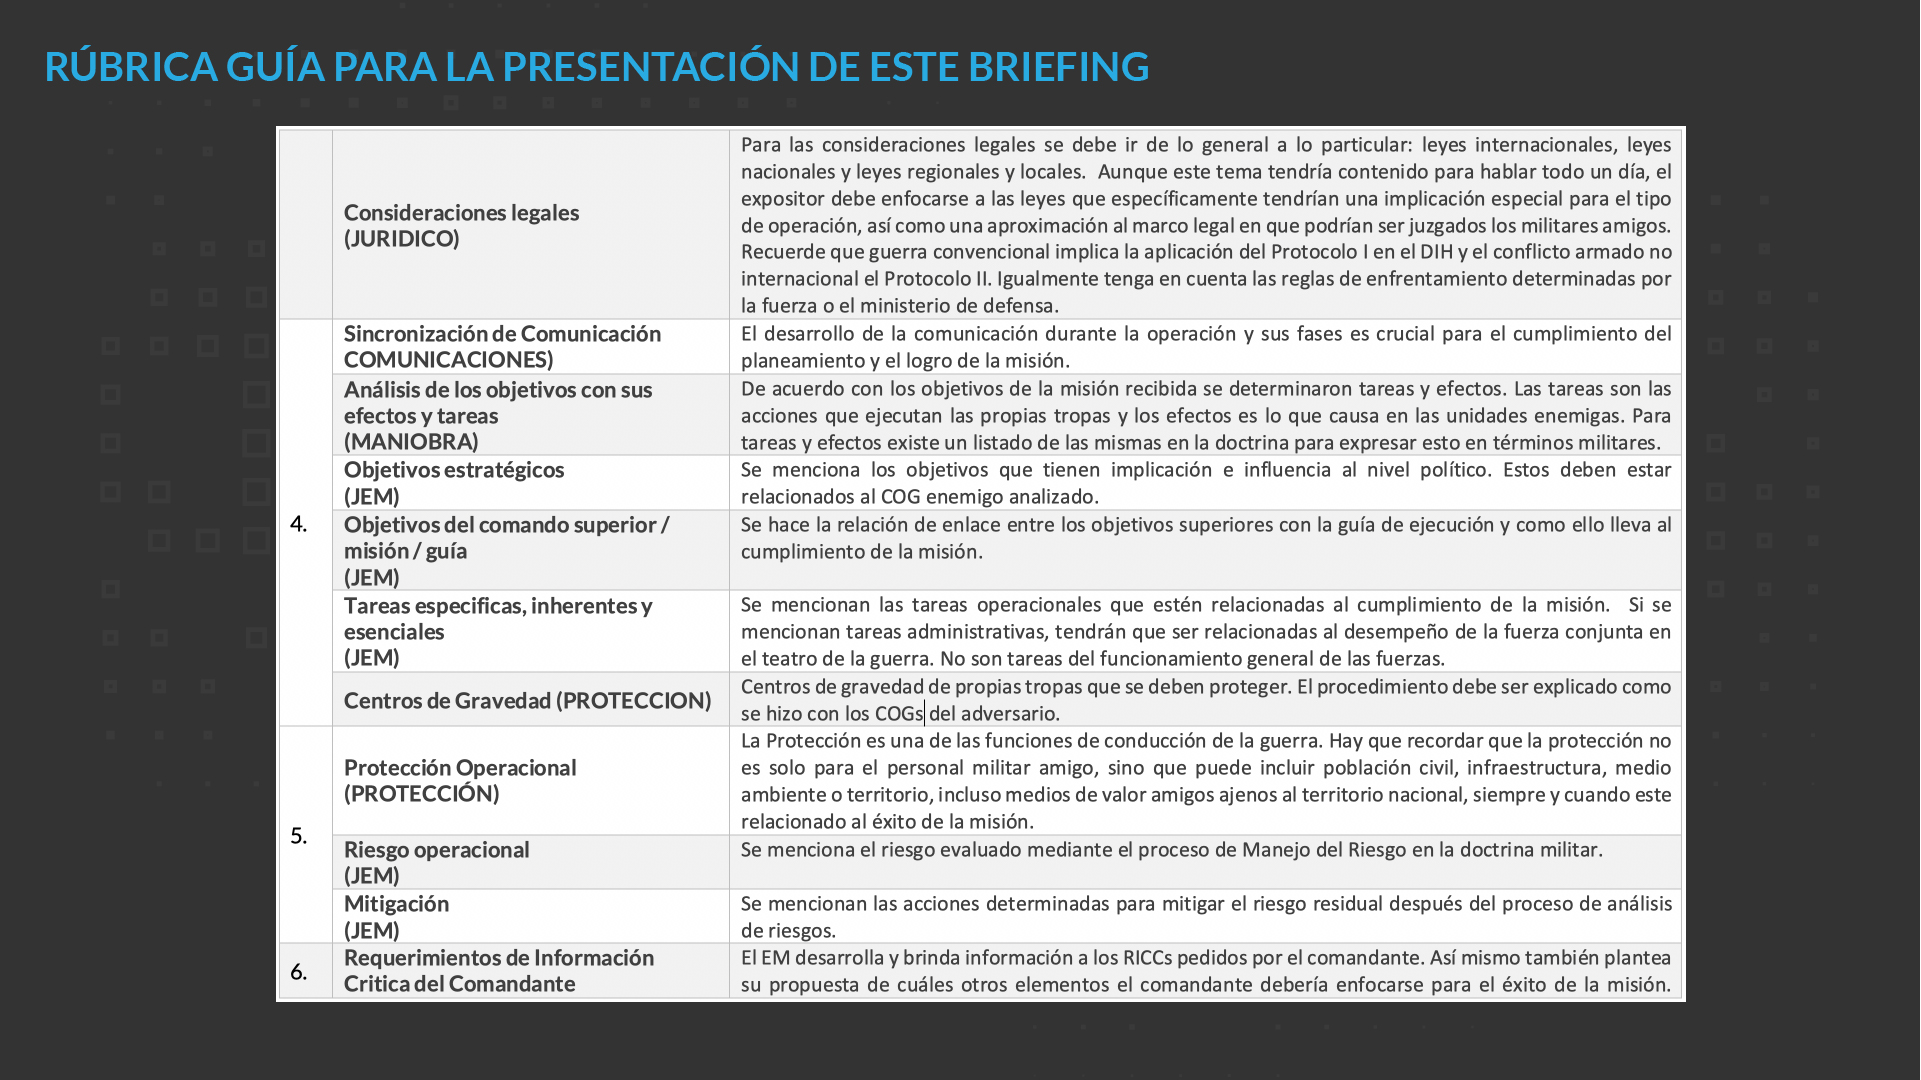 RÚBRICA GUÍA PARA LA PRESENTACIÓN DE ESTE BRIEFING
Consideraciones legales
(JURIDICO)
Para las consideraciones legales se debe ir de lo general a lo particular: leyes internacionales, leyes
nacionales y leyes regionales y locales. Aunque este tema tendría contenido para hablar todo un día, el
expositor debe enfocarse a las leyes que específicamente tendrían una implicación especial para el tipo
de operación, así como una aproximación al marco legal en que podrían ser juzgados los militares amigos.
Recuerde que guerra convencional implica la aplicación del Protocolo I en el DIH y el conflicto armado no
internacional el Protocolo II. Igualmente tenga en cuenta las reglas de enfrentamiento determinadas por
la fuerza o el ministerio de defensa.
4.
Sincronización de Comunicación
COMUNICACIONES)
El desarrollo de la comunicación durante la operación y sus fases es crucial para el cumplimiento del
planeamiento y el logro de la misión.
Análisis de los objetivos con sus
efectos y tareas
(MANIOBRA)
De acuerdo con los objetivos de la misión recibida se determinaron tareas y efectos. Las tareas son las
acciones que ejecutan las propias tropas y los efectos es lo que causa en las unidades enemigas. Para
tareas y efectos existe un listado de las mismas en la doctrina para expresar esto en términos militares.
Objetivos estratégicos
(JEM)
Se menciona los objetivos que tienen implicación e influencia al nivel político. Estos deben estar
relacionados al COG enemigo analizado.
Objetivos del comando superior /
misión / guía
(JEM)
Se hace la relación de enlace entre los objetivos superiores con la guía de ejecución y como ello lleva al
cumplimiento de la misión.
Tareas especificas, inherentes y
esenciales
(JEM)
Se mencionan las tareas operacionales que estén relacionadas al cumplimiento de la misión. Si se
mencionan tareas administrativas, tendrán que ser relacionadas al desempeño de la fuerza conjunta en
el teatro de la guerra. No son tareas del funcionamiento general de las fuerzas.
Centros de Gravedad (PROTECCION)
Centros de gravedad de propias tropas que se deben proteger. El procedimiento debe ser explicado como
se hizo con los COGs del adversario.
5.
Protección Operacional
(PROTECCIÓN)
La Protección es una de las funciones de conducción de la guerra. Hay que recordar que la protección no
es solo para el personal militar amigo, sino que puede incluir población civil, infraestructura, medio
ambiente o territorio, incluso medios de valor amigos ajenos al territorio nacional, siempre y cuando este
relacionado al éxito de la misión.
Riesgo operacional
(JEM)
Se menciona el riesgo evaluado mediante el proceso de Manejo del Riesgo en la doctrina militar.
Mitigación
(JEM)
Se mencionan las acciones determinadas para mitigar el riesgo residual después del proceso de análisis
de riesgos.
6.
Requerimientos de Información
Critica del Comandante
El EM desarrolla y brinda información a los RICCs pedidos por el comandante. Así mismo también plantea
su propuesta de cuáles otros elementos el comandante debería enfocarse para el éxito de la misión.